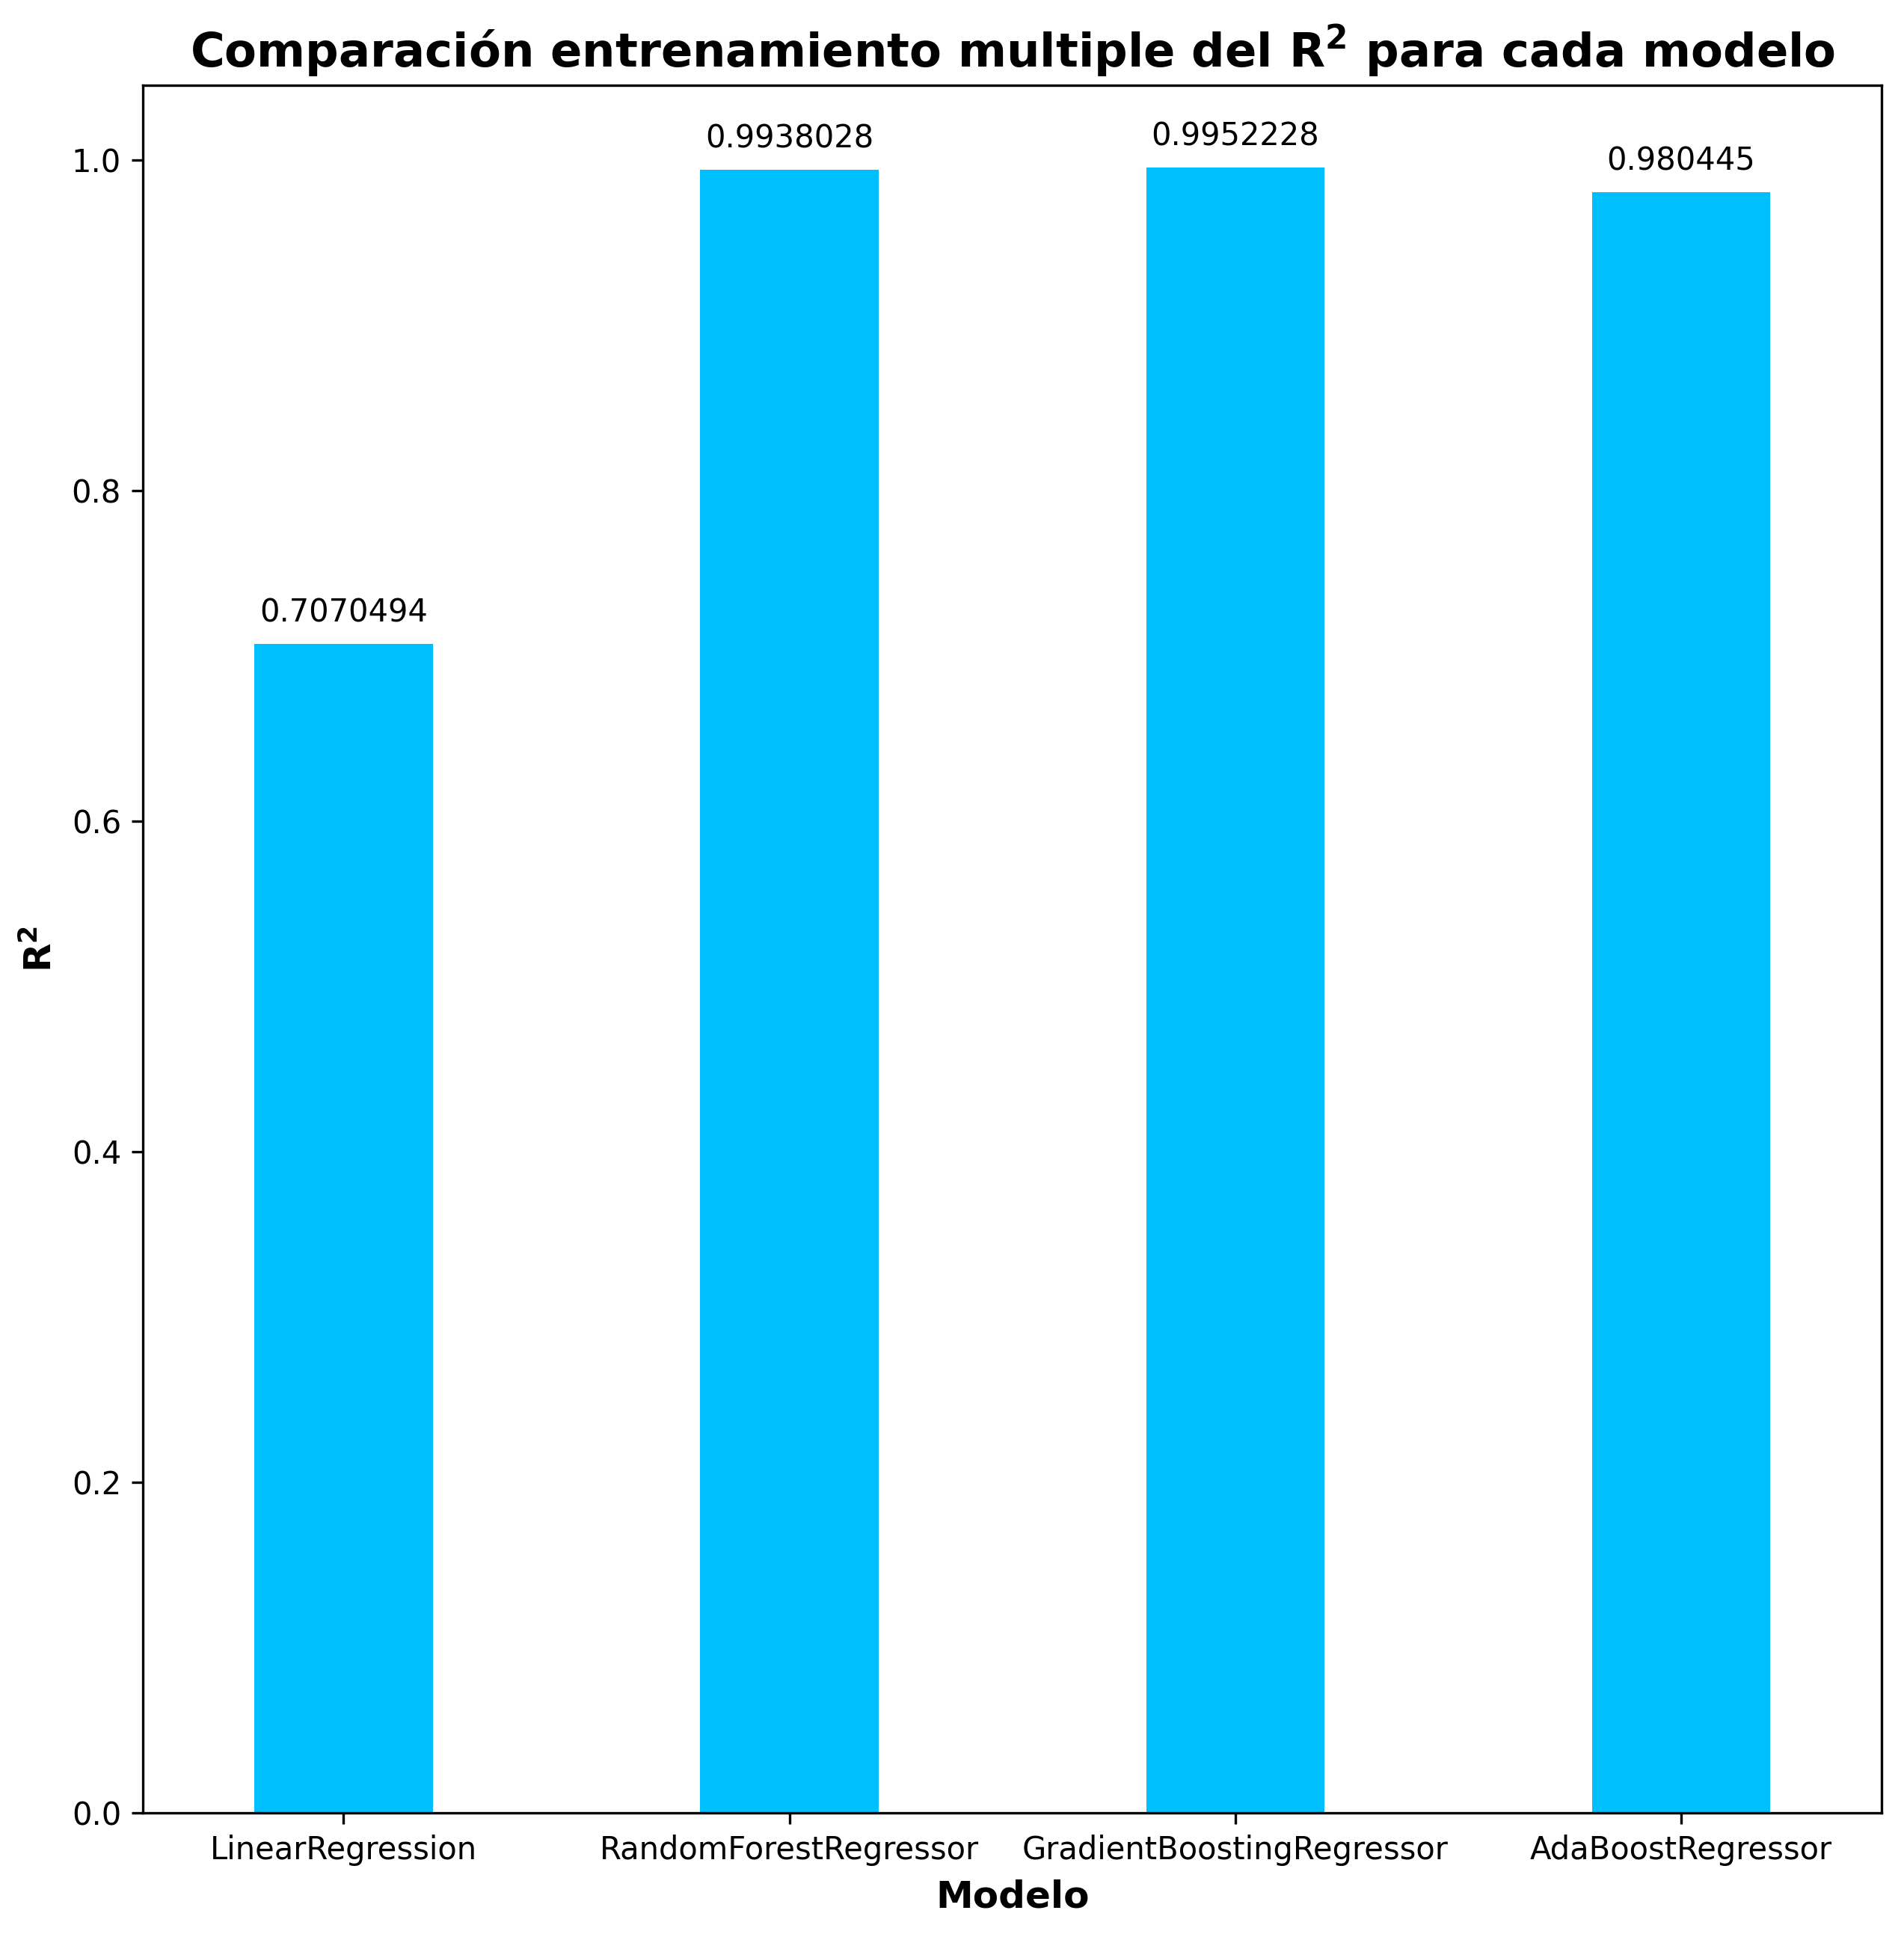 Comparación entrenamiento multiple del R² para cada modelo
0.9938028
0.9952228
0.980445
0.7070494
1.0
0.8
0.6
0.4
0.2
0.0
R²
LinearRegression
RandomForestRegressor
GradientBoostingRegressor
AdaBoostRegressor
Modelo